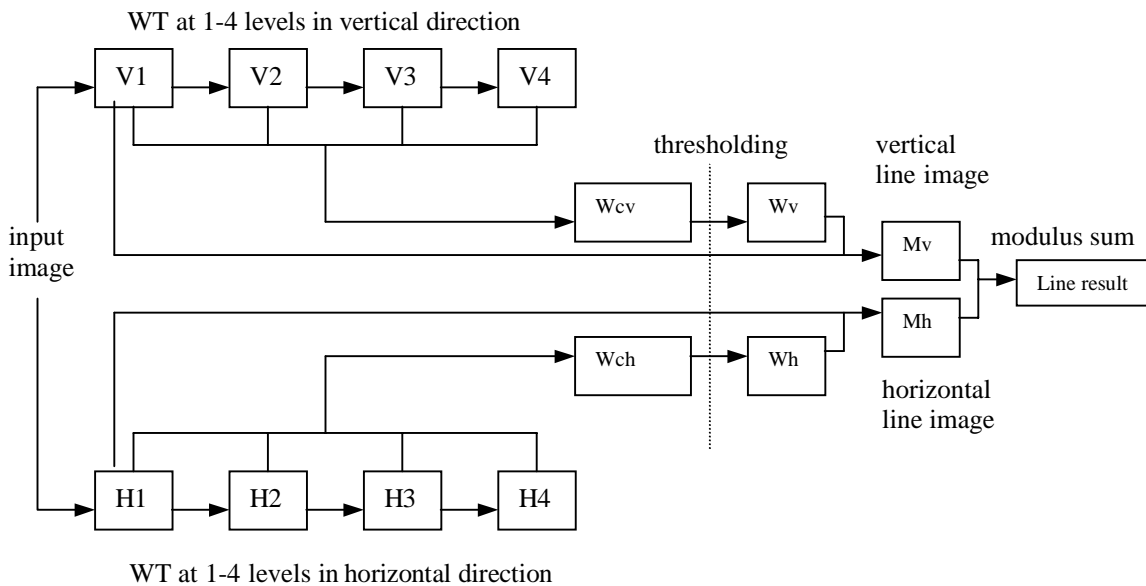 WT at 1-4 levels in vertical direction
V1 V2 V3 V4
thresholding
vertical
line image
Wcv Wv
input
image
Mv
modulus sum
Line result
Mh
Wch Wh
horizontal
line image
H1 H2 H3 H4
WT at 1-4 levels in horizontal direction